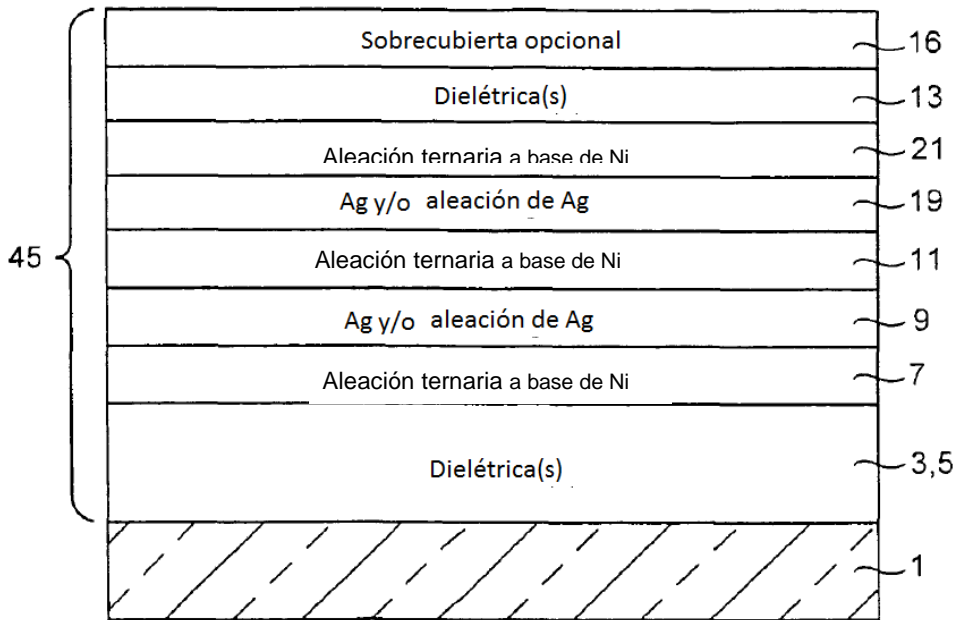 Sobrecubierta opcional 16
Dielétrica(s) 13
Aleación ternaria a base de Ni 21
Ag y/o aleación de Ag 19
45
Aleación ternaria a base de Ni 11
Ag y/o aleación de Ag 9
Aleación ternaria a base de Ni 7
Dielétrica(s) 3,5
1